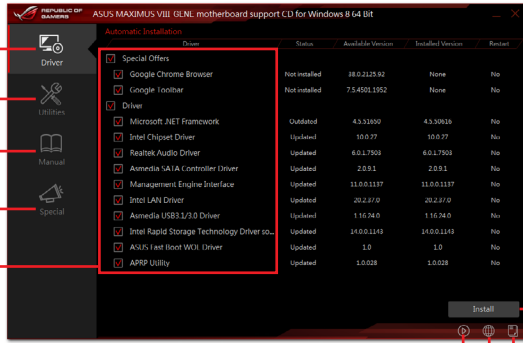 REPUBLIC OF
GAMERS
ASUS MAXIMUS VIII GENE motherboard support CD for Windows 8 64 Bit
Automatic Installation
Driver Status Available Version Installed Version Restart
Special Offers
Google Chrome Browser Not installed 38.0.2125.92 None No
Google Toolbar Not installed 7.5.4501.1952 None No
Driver
Microsoft .NET Framework Outdated 4.5.51650 4.5.50616 No
Intel Chipset Driver Updated 10.0.27 10.0.27 No
Realtek Audio Driver Updated 6.0.1.7503 6.0.1.7503 No
Asmedia SATA Controller Driver Updated 2.0.9.1 2.0.9.1 No
Management Engine Interface Updated 11.0.0.1137 11.0.0.1137 No
Intel LAN Driver Updated 20.2.37.0 20.2.37.0 No
Asmedia USB3.1/3.0 Driver Updated 1.16.24.0 1.16.24.0 No
Intel Rapid Storage Technology Driver so... Updated 14.0.0.1143 14.0.0.1143 No
ASUS Fast Boot WOL Driver Updated 1.0 1.0 No
APRP Utility Updated 1.0.028 1.0.028 No
Driver
Utilities
Manual
Special
Install